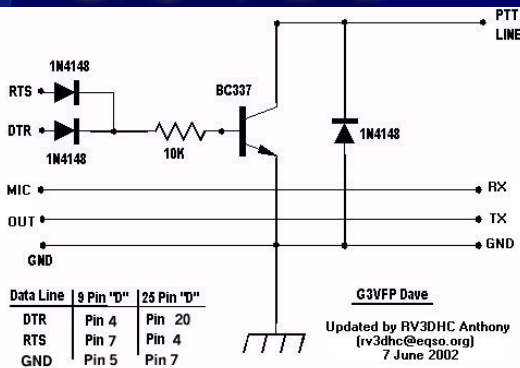 PTT
LINE
1N4148
RTS
BC337
DTR
1N4148
10K
1N4148
MIC
RX
OUT
TX
GND
GND
Data Line 9 Pin "D" 25 Pin "D"
DTR Pin 4 Pin 20
RTS Pin 7 Pin 4
GND Pin 5 Pin 7
G3VFP Dave
Updated by RV3DHC Anthony
(rv3dhc@eqso.org)
7 June 2002